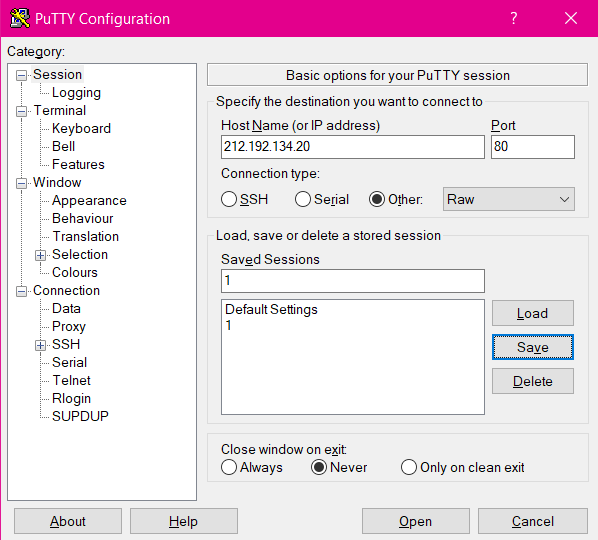 PuTTY Configuration
?
Category:
Session
Logging
Terminal
Keyboard
Bell
Features
Window
Appearance
Behaviour
Translation
Selection
Colours
Connection
Data
Proxy
SSH
Serial
Telnet
Rlogin
SUPDUP
Basic options for your PuTTY session
Specify the destination you want to connect to
Host Name (or IP address) Port
212.192.134.20 80
Connection type:
SSH Serial Other: Raw
Load, save or delete a stored session
Saved Sessions
1
Default Settings
1
Load
Save
Delete
Close window on exit:
Always Never Only on clean exit
About Help Open Cancel